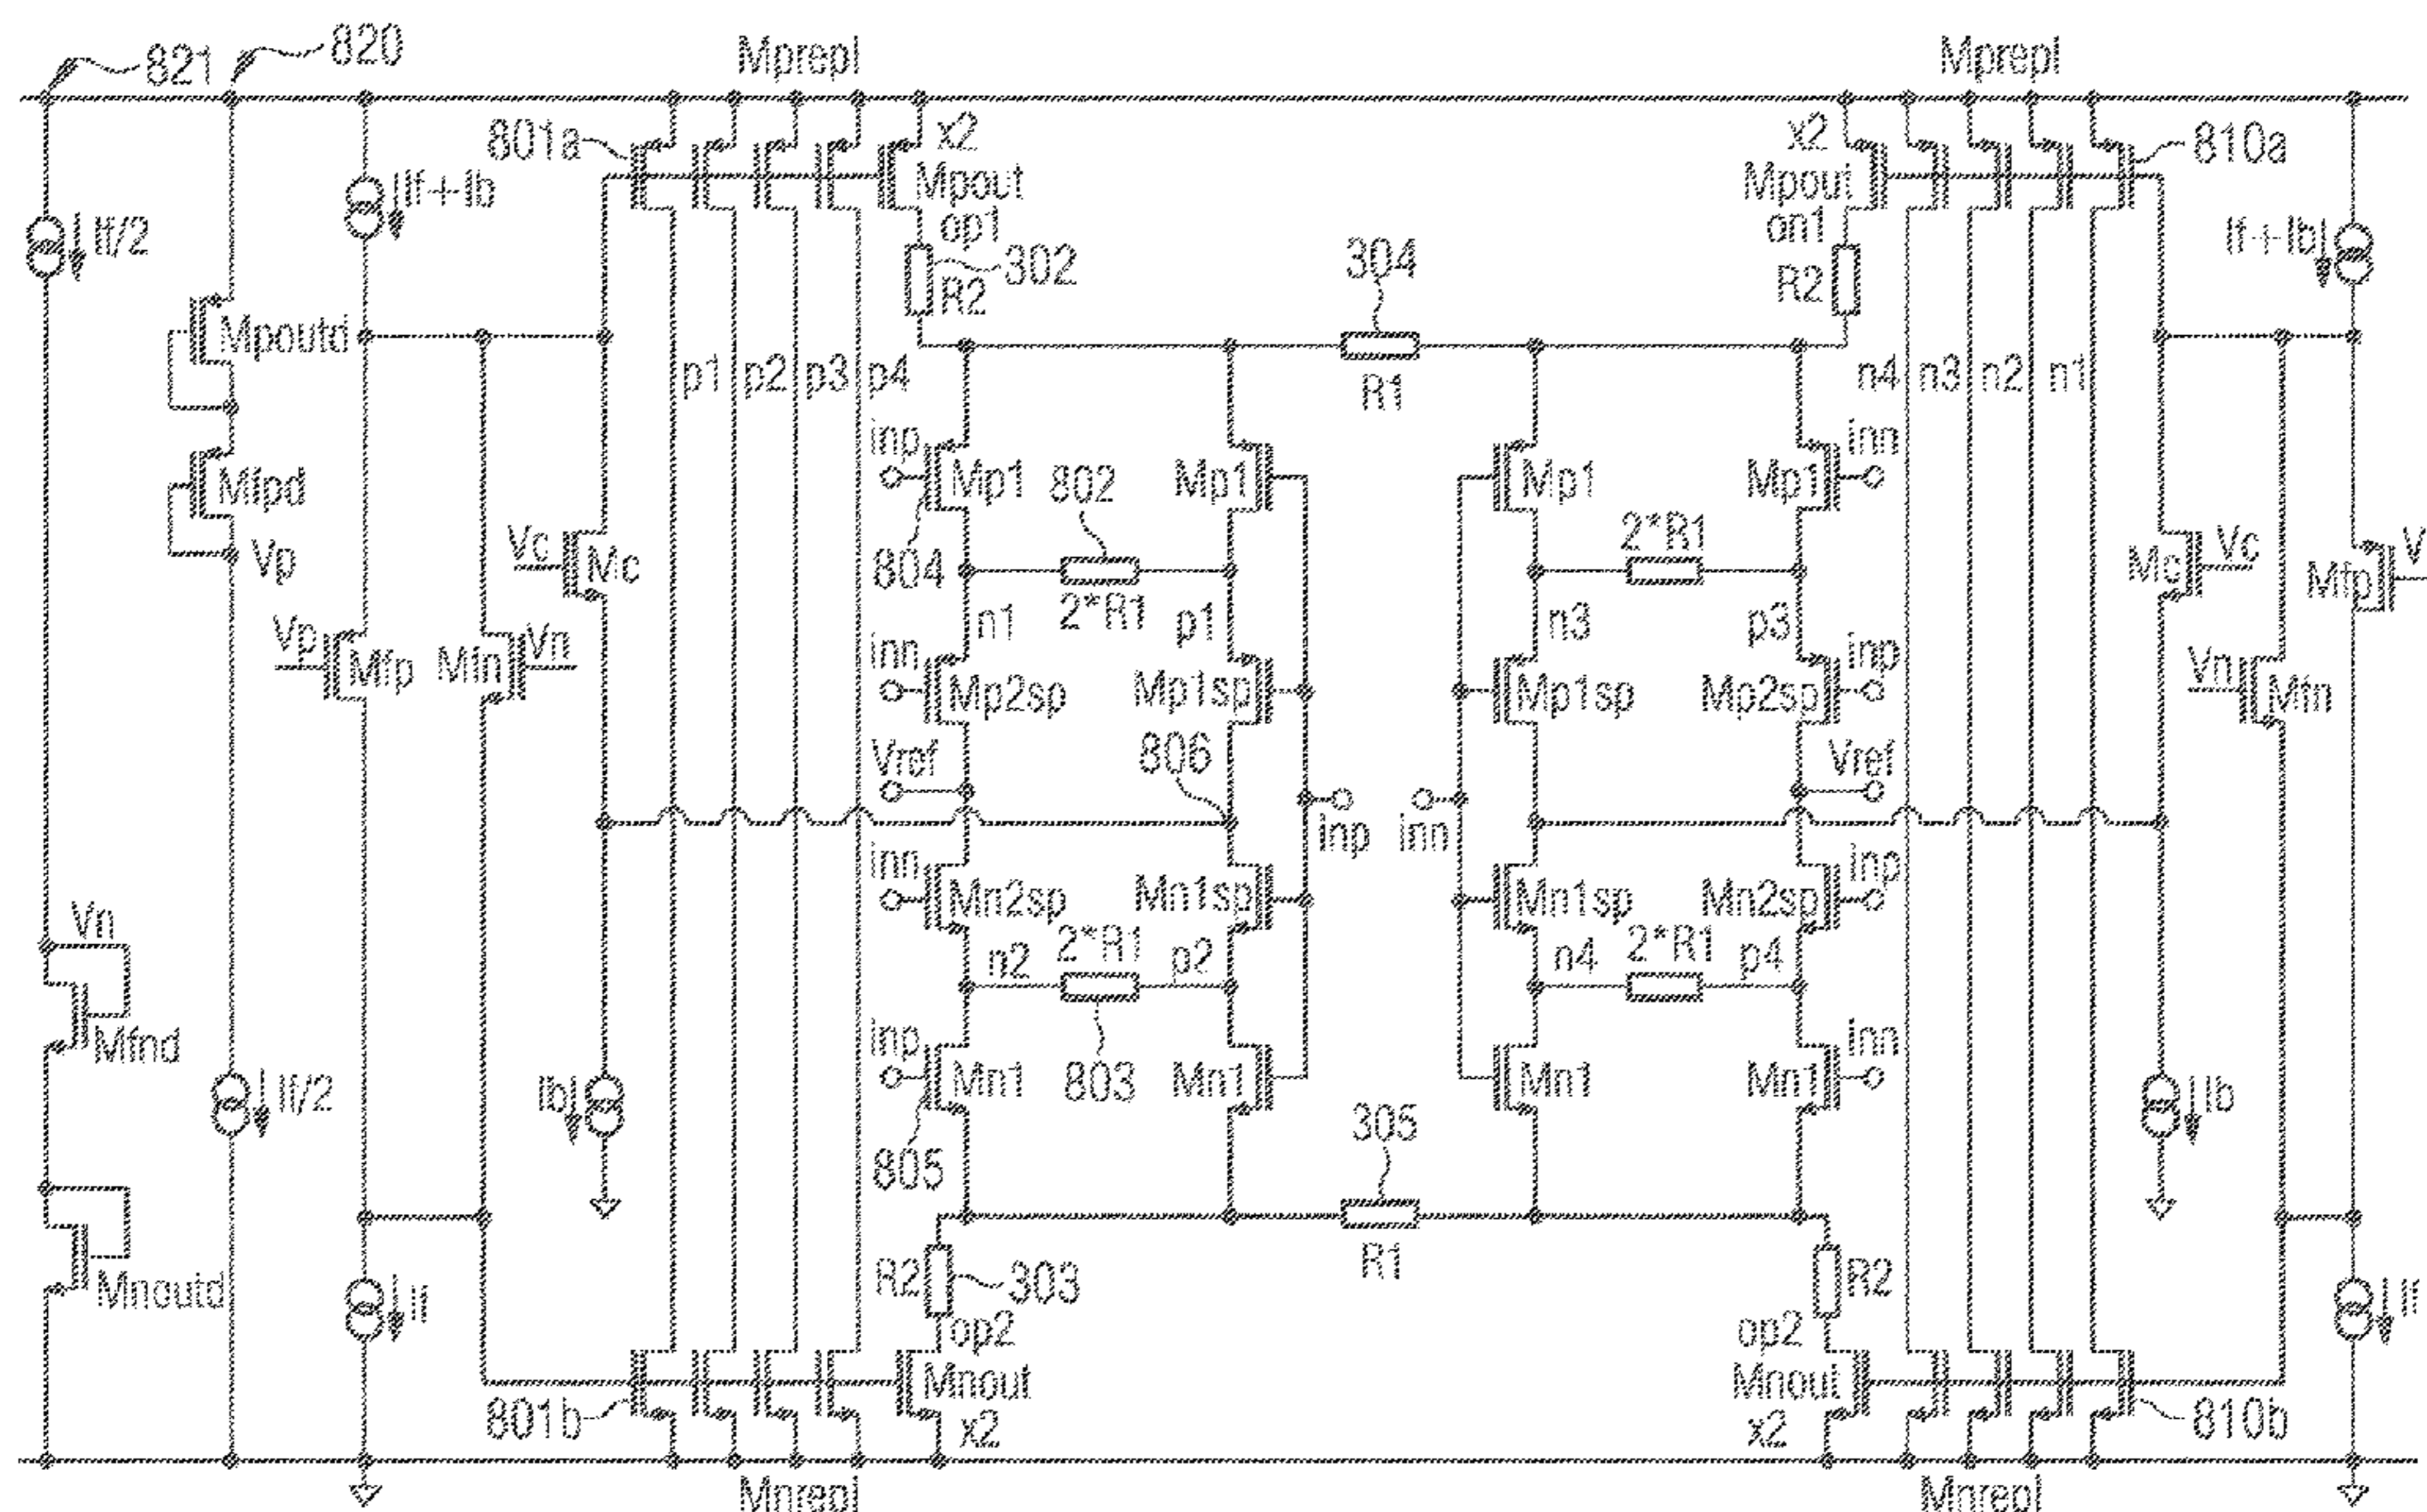 821
820
Mprepl
Mprepl
801a
x2
x2
810a
If+Ib
Mpout
Mpout
If/2
op1
on1
302
304
If+Ib
R2
R2
Mpoutd
p1 p2 p3 p4
R1
n4 n3 n2 n1
inp
inn
Mfpd
Mp1
802
Mp1
Mp1
Mp1
Vp
Vc
Mc
804
2*R1
2*R1
Mc
Vc
Mfp
V
n1
p1
n3
p3
Vp
Mfp
Mfn
Vn
inn
Mp2sp
Mp1sp
Mp1sp
Mp2sp
inp
Vn
Mfn
Vref
806
Vref
inp
inn
inn
Mn2sp
Mn1sp
Mn1sp
Mn2sp
inp
Vn
n2
2*R1
p2
n4
2*R1
p4
Mfnd
inp
Mn1
803
Mn1
Mn1
Mn1
inn
If/2
Ib
Ib
805
305
R2
303
R1
R2
Mnoutd
If
If
op2
op2
Mnout
Mnout
801b
x2
x2
810b
Mnrepl
Mnrepl